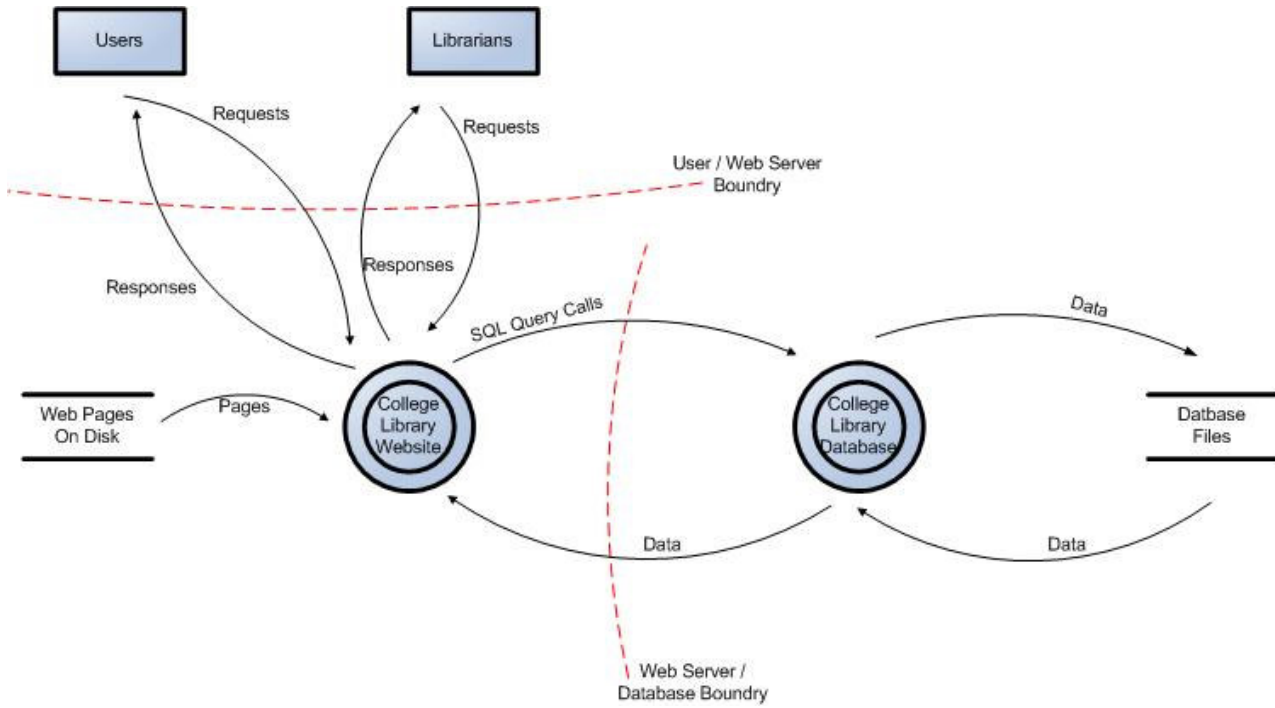 Users
Librarians
Requests
Requests
User / Web Server
Boundry
Responses
Responses
SQL Query Calls
Data
Web Pages
On Disk
Pages
College
Library
Website
College
Library
Database
Datbase
Files
Data
Data
Web Server /
Database Boundry